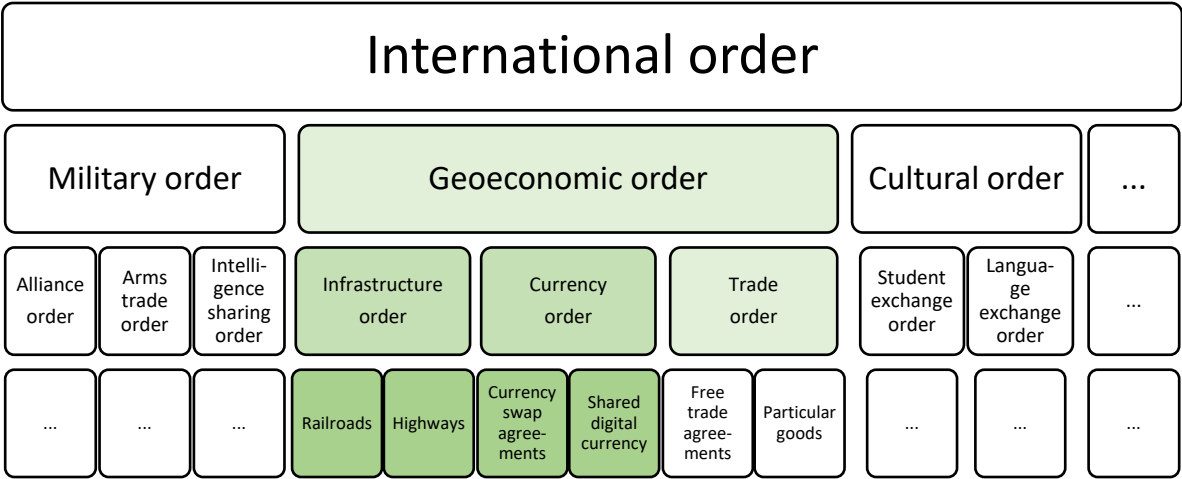 International order
Military order
Geoeconomic order
Cultural order
...
Alliance
order
Arms
trade
order
Intelli-
gence
sharing
order
Infrastructure
order
Currency
order
Trade
order
Student
exchange
order
Langua-
ge
exchange
order
...
...
...
...
Railroads
Highways
Currency
swap
agree-
ments
Shared
digital
currency
Free
trade
agree-
ments
Particular
goods
...
...
...